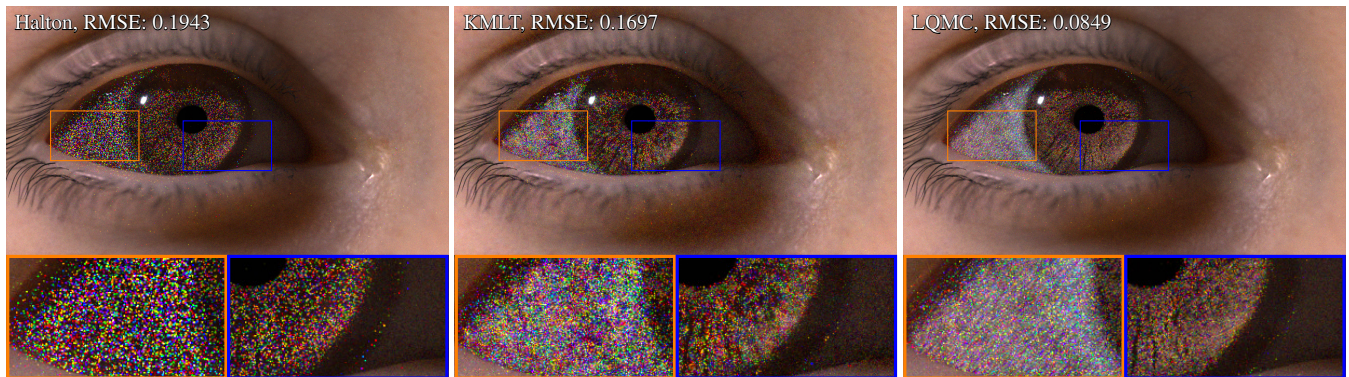 Halton, RMSE: 0.1943
KMLT, RMSE: 0.1697
LQMC, RMSE: 0.0849